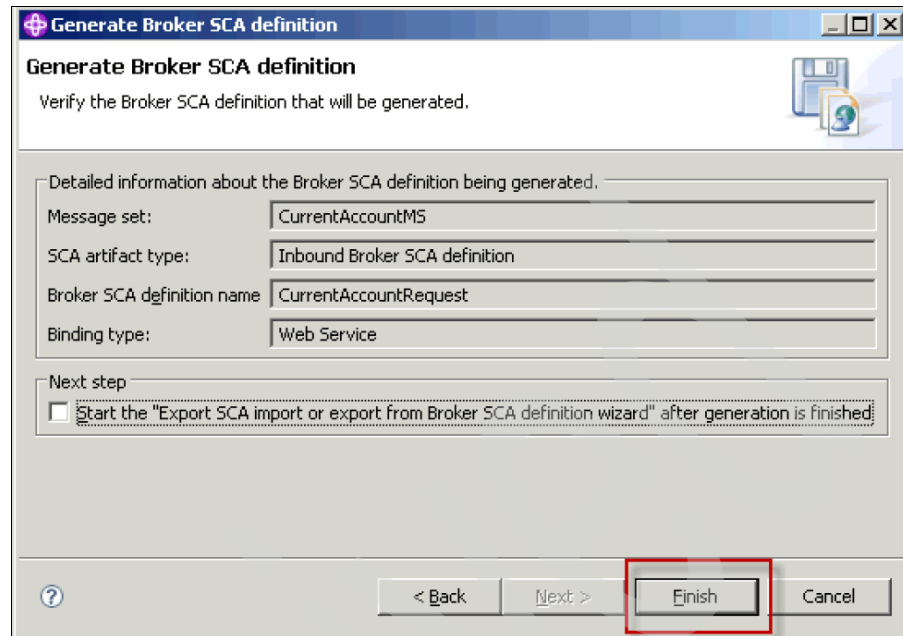 Generate Broker SCA definition
Generate Broker SCA definition
Verify the Broker SCA definition that will be generated.
Detailed information about the Broker SCA definition being generated.
Message set: CurrentAccountMS
SCA artifact type: Inbound Broker SCA definition
Broker SCA definition name CurrentAccountRequest
Binding type: Web Service
Next step
Start the "Export SCA import or export from Broker SCA definition wizard" after generation is finished
? < Back Next > Finish Cancel